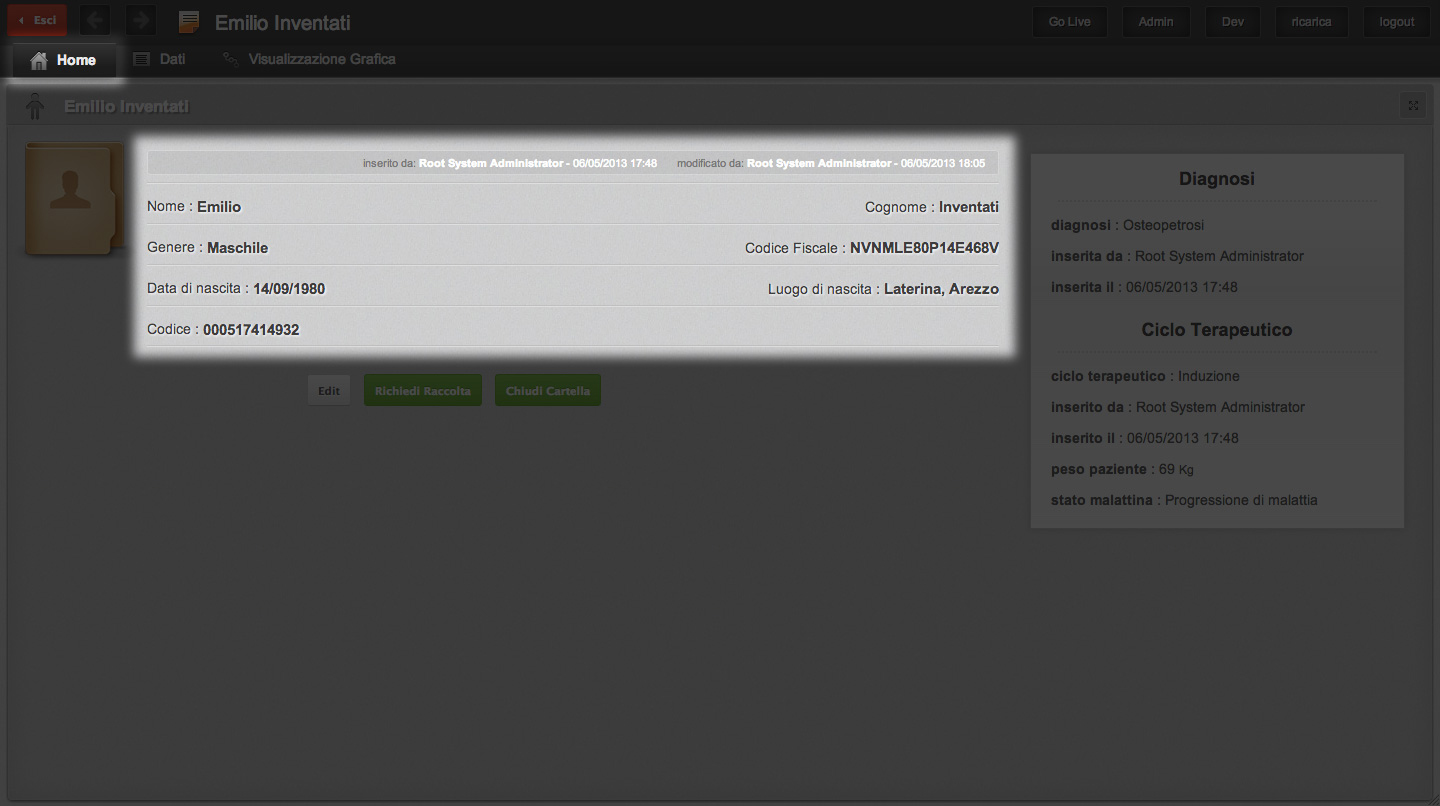 Esci
Emilio Inventati
Go Live
Admin
Dev
ricarica
logout
Home
Dati
Visualizzazione Grafica
Emilio Inventati
inserito da: Root System Administrator - 06/05/2013 17:48 modificato da: Root System Administrator - 06/05/2013 18:05
Nome : Emilio
Cognome : Inventati
Genere : Maschile
Codice Fiscale : NVNMLE80P14E468V
Data di nascita : 14/09/1980
Luogo di nascita : Laterina, Arezzo
Codice : 000517414932
Edit
Richiedi Raccolta
Chiudi Cartella
Diagnosi
diagnosi : Osteopetrosi
inserita da : Root System Administrator
inserita il : 06/05/2013 17:48
Ciclo Terapeutico
ciclo terapeutico : Induzione
inserito da : Root System Administrator
inserito il : 06/05/2013 17:48
peso paziente : 69 Kg
stato malattina : Progressione di malattia